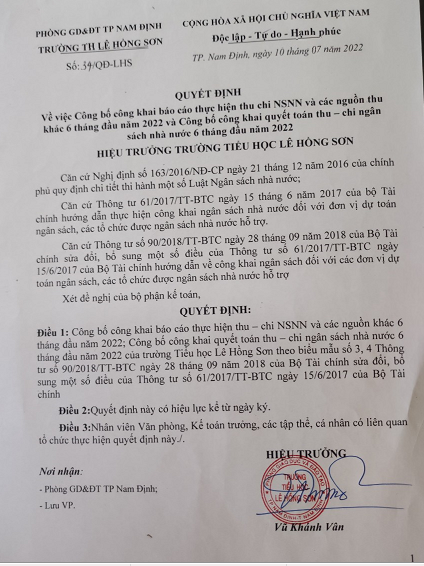 PHÒNG GD&ĐT TP NAM ĐỊNH
TRƯỜNG TH LÊ HỒNG SƠN
Số: 59/QĐ-LHS
CỘNG HÒA XÃ HỘI CHỦ NGHĨA VIỆT NAM
Độc lập - Tự do - Hạnh phúc
TP. Nam Định, ngày 10 tháng 07 năm 2022
QUYẾT ĐỊNH
Về việc Công bố công khai báo cáo thực hiện thu chi NSNN và các nguồn thu
khác 6 tháng đầu năm 2022 và Công bố công khai quyết toán thu – chi ngân
sách nhà nước 6 tháng đầu năm 2022
HIỆU TRƯỞNG TRƯỜNG TIỂU HỌC LÊ HỒNG SƠN
Căn cứ Nghị định số 163/2016/NĐ-CP ngày 21 tháng 12 năm 2016 của chính
phủ quy định chi tiết thi hành một số Luật Ngân sách nhà nước;
Căn cứ Thông tư 61/2017/TT-BTC ngày 15 tháng 6 năm 2017 của bộ Tài
chính hướng dẫn thực hiện công khai ngân sách nhà nước đối với đơn vị dự toán
ngân sách, các tổ chức được ngân sách nhà nước hỗ trợ.
Căn cứ Thông tư số 90/2018/TT-BTC ngày 28 tháng 09 năm 2018 của Bộ Tài
chính sửa đổi, bổ sung một số điều của Thông tư số 61/2017/TT-BTC ngày
15/6/2017 của Bộ Tài chính hướng dẫn về công khai ngân sách đối với các đơn vị dự
toán ngân sách, các tổ chức được ngân sách nhà nước hỗ trợ
Xét đề nghị của bộ phận kế toán,
QUYẾT ĐỊNH:
Điều 1: Công bố công khai báo cáo thực hiện thu – chi NSNN và các nguồn khác 6
tháng đầu năm 2022; Công bố công khai quyết toán thu – chi ngân sách nhà nước 6
tháng đầu năm 2022 của trường Tiểu học Lê Hồng Sơn theo biểu mẫu số 3, 4 Thông
tư số 90/2018/TT-BTC ngày 28 tháng 09 năm 2018 của Bộ Tài chính sửa đổi, bổ
sung một số điều của Thông tư số 61/2017/TT-BTC ngày 15/6/2017 của Bộ Tài
chính
Điều 2:Quyết định này có hiệu lực kể từ ngày ký.
Điều 3:Nhân viên Văn phòng, Kế toán trưởng, các tập thể, cá nhân có liên quan
tổ chức thực hiện quyết định này./.
HIỆU TRƯỞNG
Nơi nhận:
- Phòng GD&ĐT TP Nam Định;
- Lưu VP.
TRƯỜNG
TIỂU HỌC
LÊ HỒNG SƠN
Vũ Khánh Vân
1